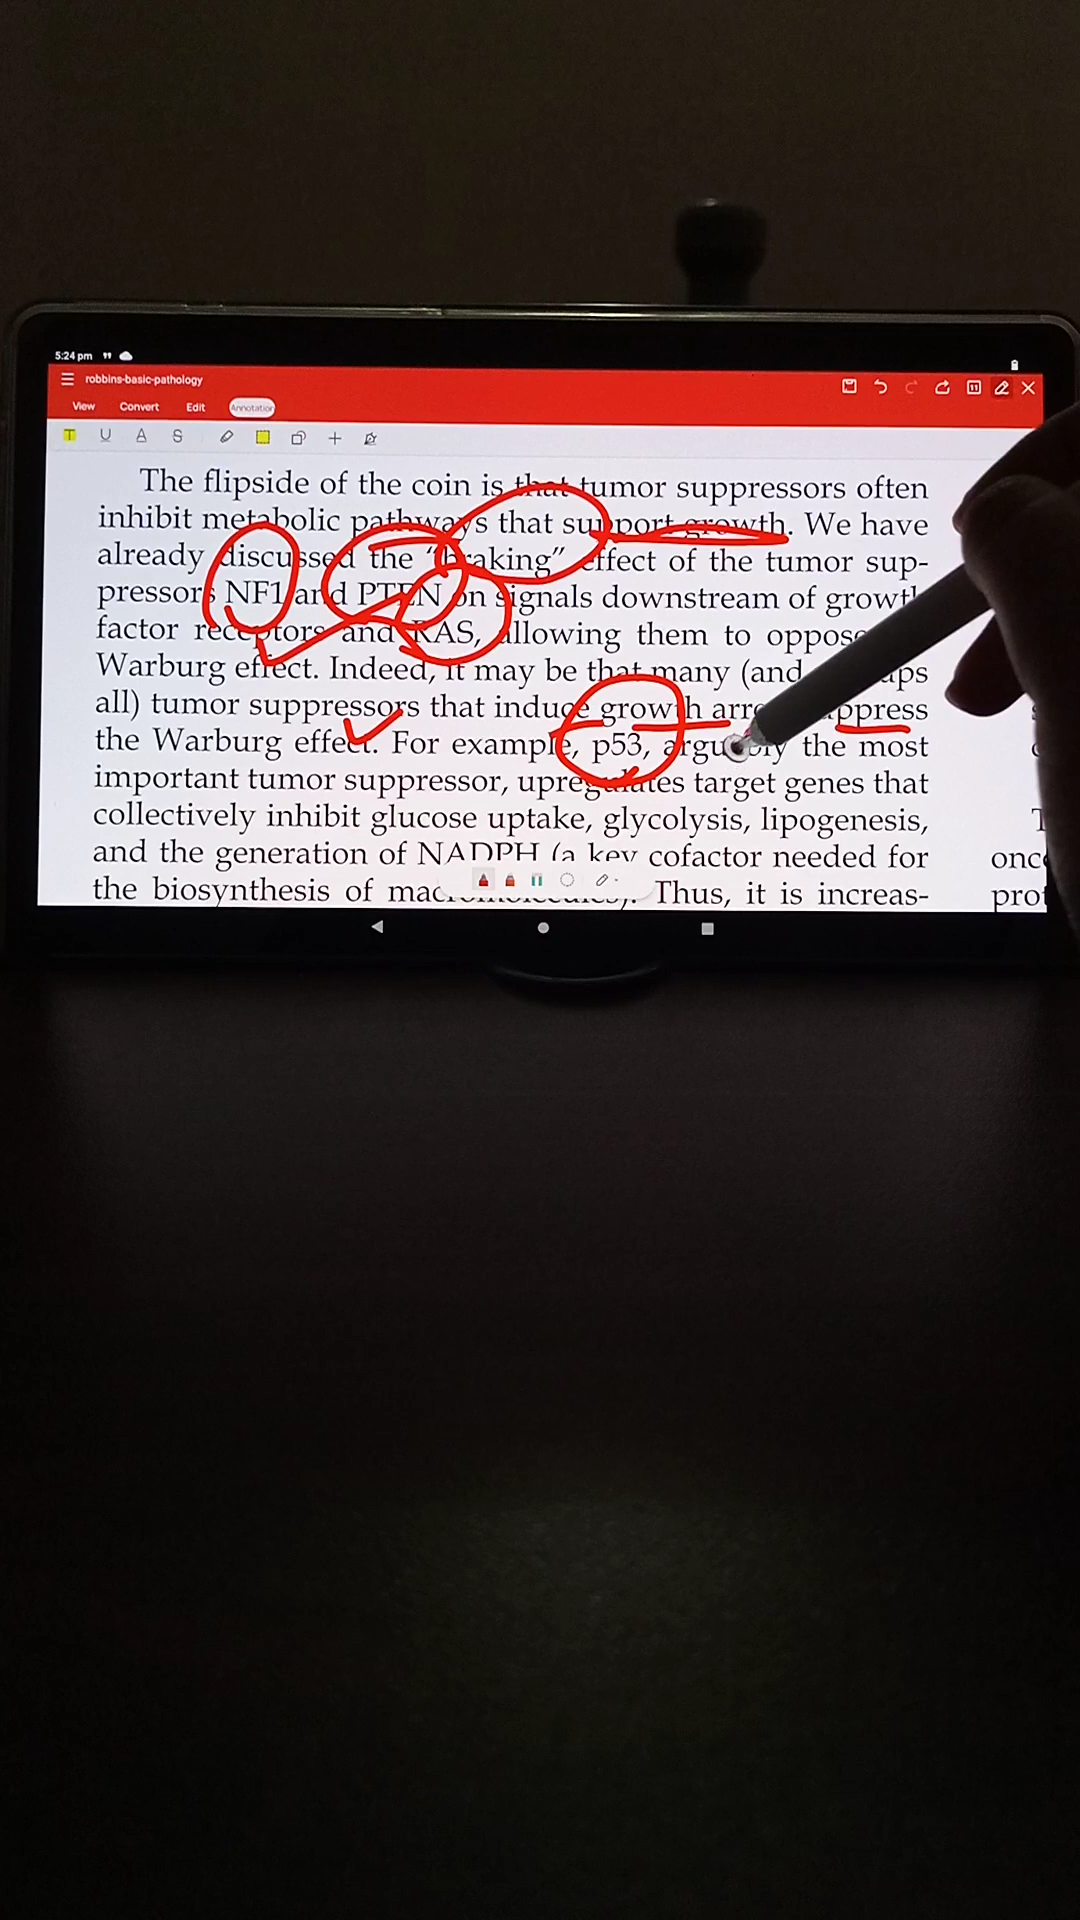 5:24 pm
robbins-basic-pathology
View Convert Edit Annotation
The flipside of the coin is that tumor suppressors often
inhibit metabolic pathways that support growth. We have
already discussed the “braking” effect of the tumor sup-
pressors NF1 and PTEN on signals downstream of growth
factor receptors and RAS, allowing them to oppose
Warburg effect. Indeed, it may be that many (and
all) tumor suppressors that induce growth
the Warburg effect. For example, p53, arguably the most
important tumor suppressor, upregulates target genes that
collectively inhibit glucose uptake, glycolysis, lipogenesis,
and the generation of NADPH (a key cofactor needed for
the biosynthesis of Thus, it is increas-